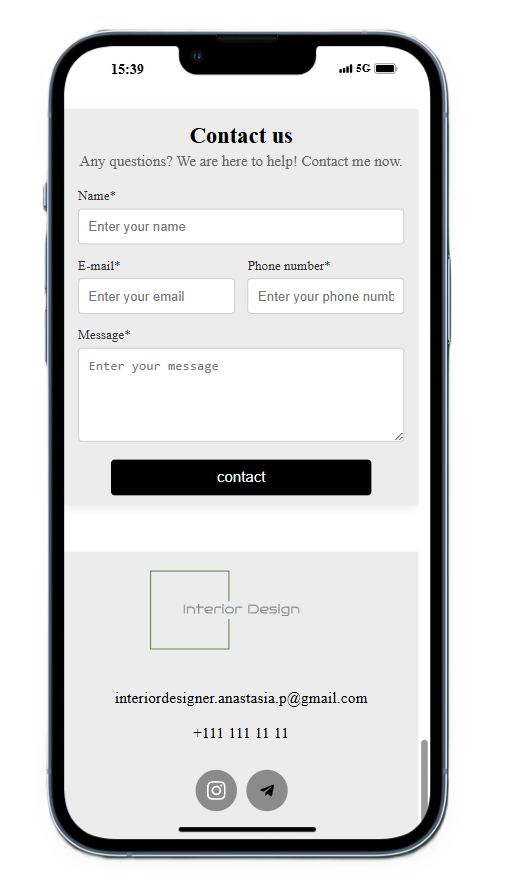 15:39
5G
Contact us
Any questions? We are here to help! Contact me now.
Name*
Enter your name
E-mail*
Phone number*
Enter your email
Enter your phone numb
Message*
Enter your message
contact
Interior Design
interiordesigner.anastasia.p@gmail.com
+111 111 11 11